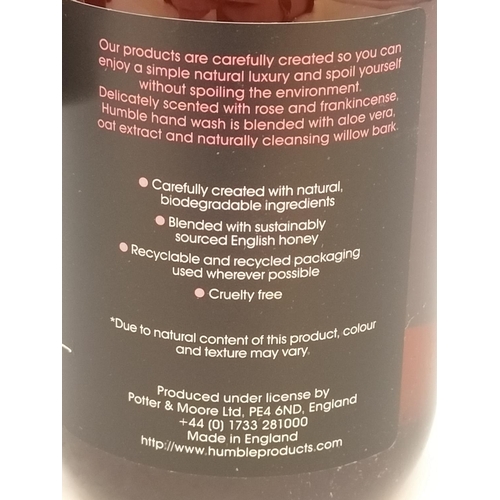 Our products are carefully created so you can
enjoy a simple natural luxury and spoil yourself
without spoiling the environment.
Delicately scented with rose and frankincense,
Humble hand wash is blended with aloe vera,
oat extract and naturally cleansing willow bark.
• Carefully created with natural,
biodegradable ingredients
• Blended with sustainably
sourced English honey
• Recyclable and recycled packaging
used wherever possible
• Cruelty free
*Due to natural content of this product, colour
and texture may vary.
Produced under license by
Potter & Moore Ltd, PE4 6ND, England
+44 (0) 1733 281000
Made in England
http://www.humbleproducts.com